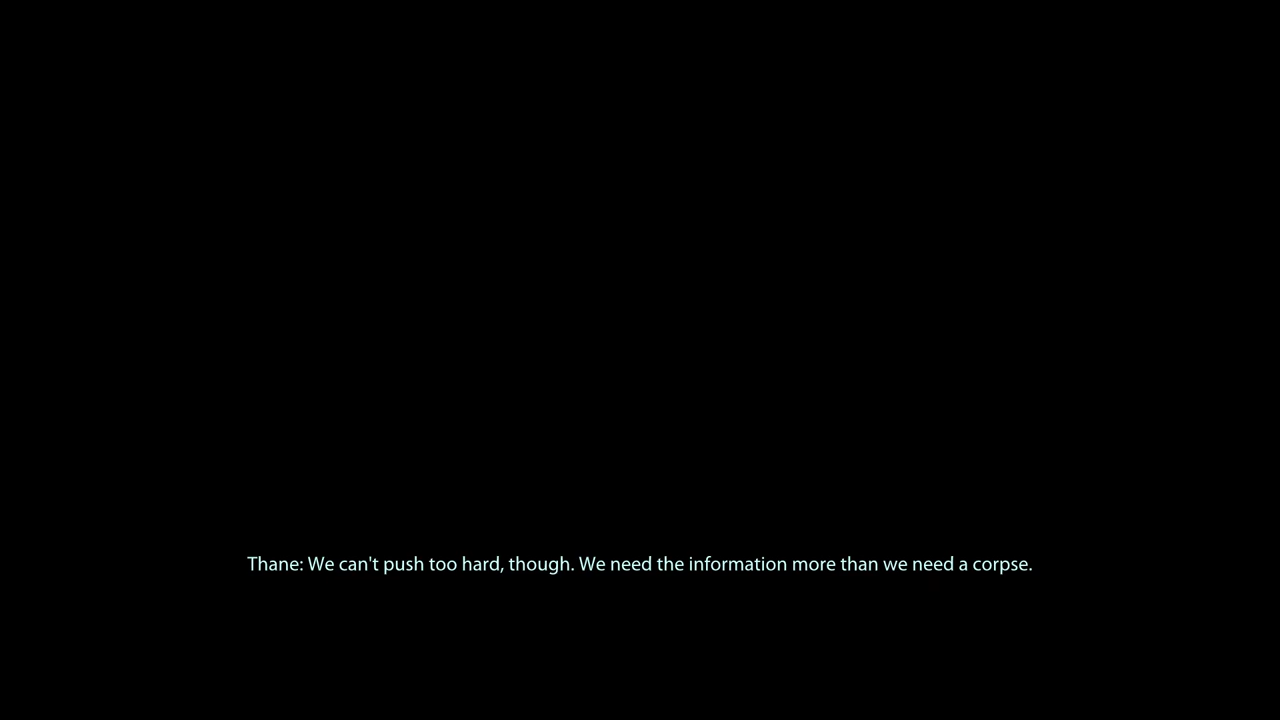 Thane: We can't push too hard, though. We need the information more than we need a corpse.